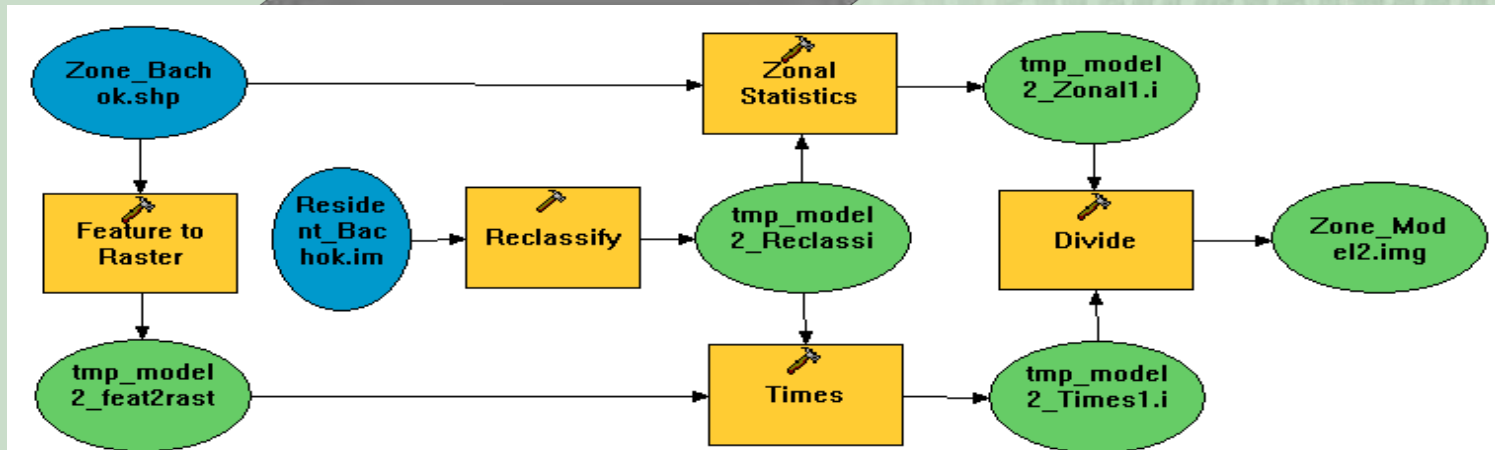 Zone_Bach
ok.shp
Zonal
Statistics
tmp_model
2_Zonal1.i
Feature to
Raster
Reside
nt_Bac
hok.im
Reclassify
tmp_model
2_Reclassi
Divide
Zone_Mod
el2.img
tmp_model
2_feat2rast
Times
tmp_model
2_Times1.i